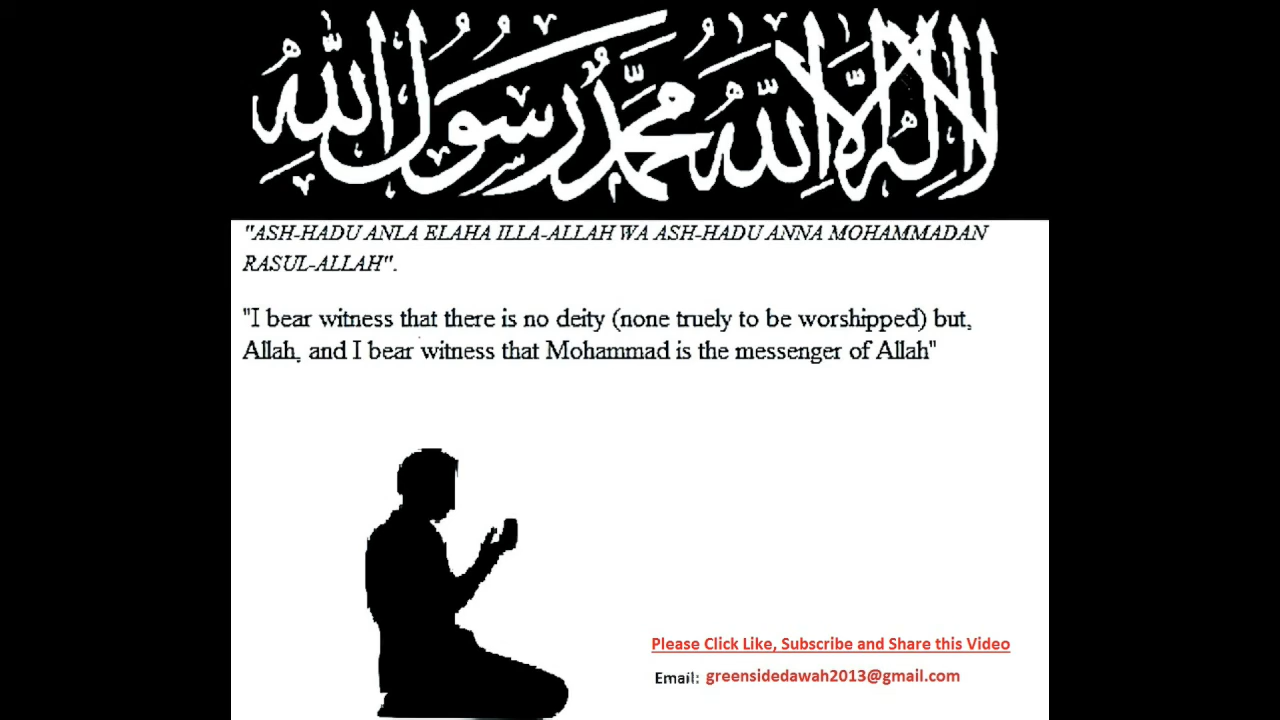 لا إله إلا الله محمد رسول الله
"ASH-HADU ANLA ELAHA ILLA-ALLAH WA ASH-HADU ANNA MOHAMMADAN
RASUL-ALLAH".
"I bear witness that there is no deity (none truely to be worshipped) but,
Allah, and I bear witness that Mohammad is the messenger of Allah"
Please Click Like, Subscribe and Share this Video
Email: greensidedawah2013@gmail.com